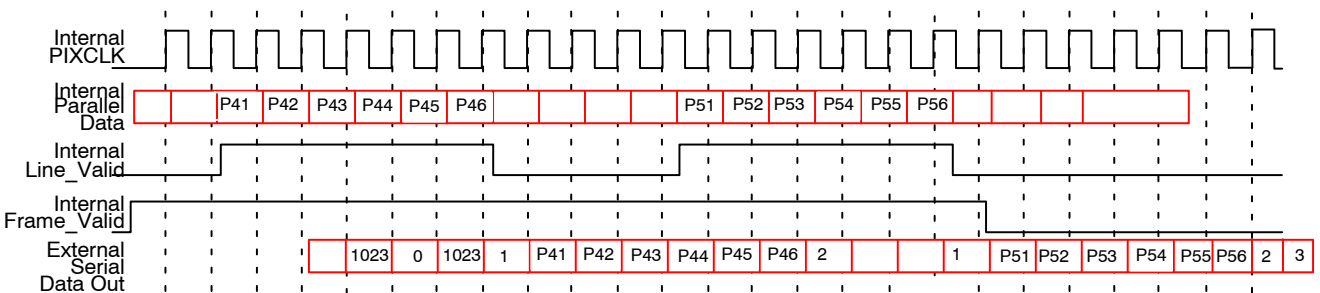 Internal
PIXCLK
Internal
Parallel
Data
P41 P42 P43 P44 P45 P46 P51 P52 P53 P54 P55 P56
Internal
Line_Valid
Internal
Frame_Valid
External
Serial
Data Out
1023 0 1023 1 P41 P42 P43 P44 P45 P46 2 1 P51 P52 P53 P54 P55 P56 2 3